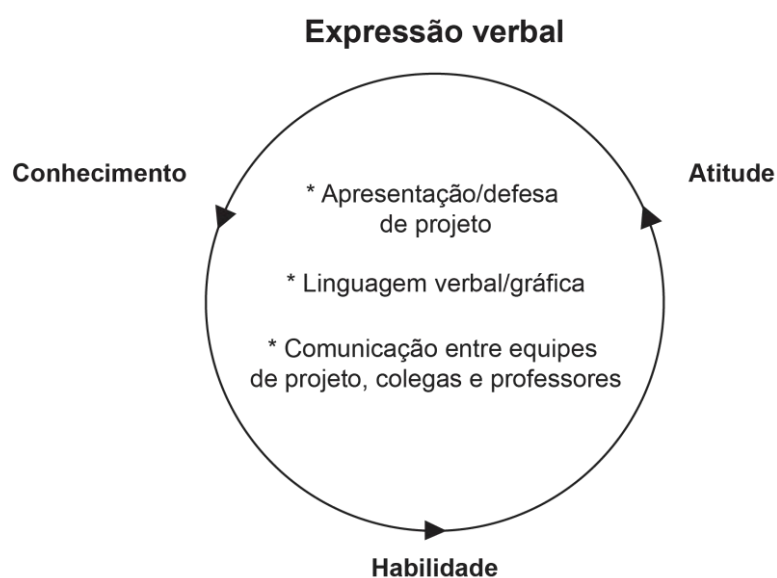 Expressão verbal
Conhecimento
Atitude
* Apresentação/defesa
de projeto
* Linguagem verbal/gráfica
* Comunicação entre equipes
de projeto, colegas e professores
Habilidade